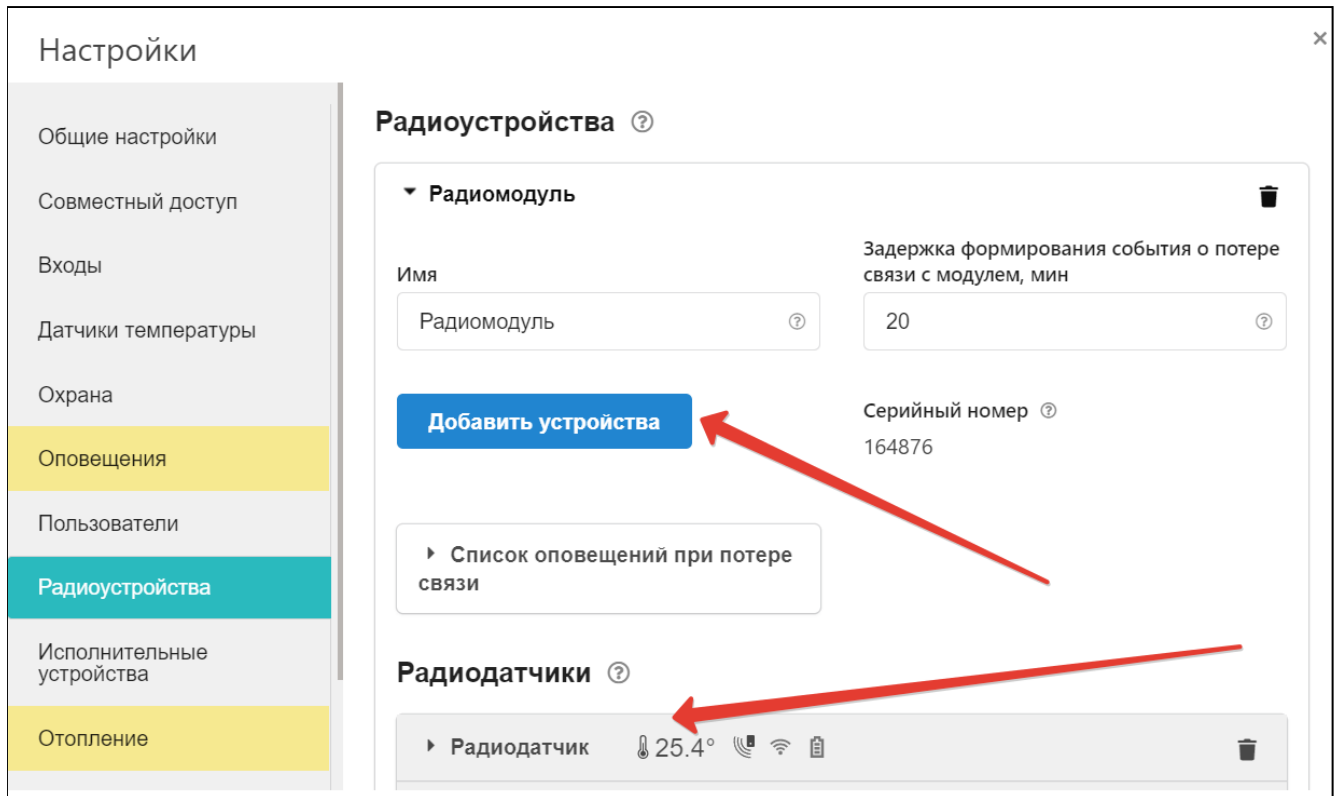 Настройки
Общие настройки
Совместный доступ
Входы
Датчики температуры
Охрана
Оповещения
Пользователи
Радиоустройства
Исполнительные
устройства
Отопление
Радиоустройства
Радиомодуль
Имя
Радиомодуль
Задержка формирования события о потере
связи с модулем, мин
20
Добавить устройства
Серийный номер
164876
Список оповещений при потере
связи
Радиодатчики
Радиодатчик 25.4°